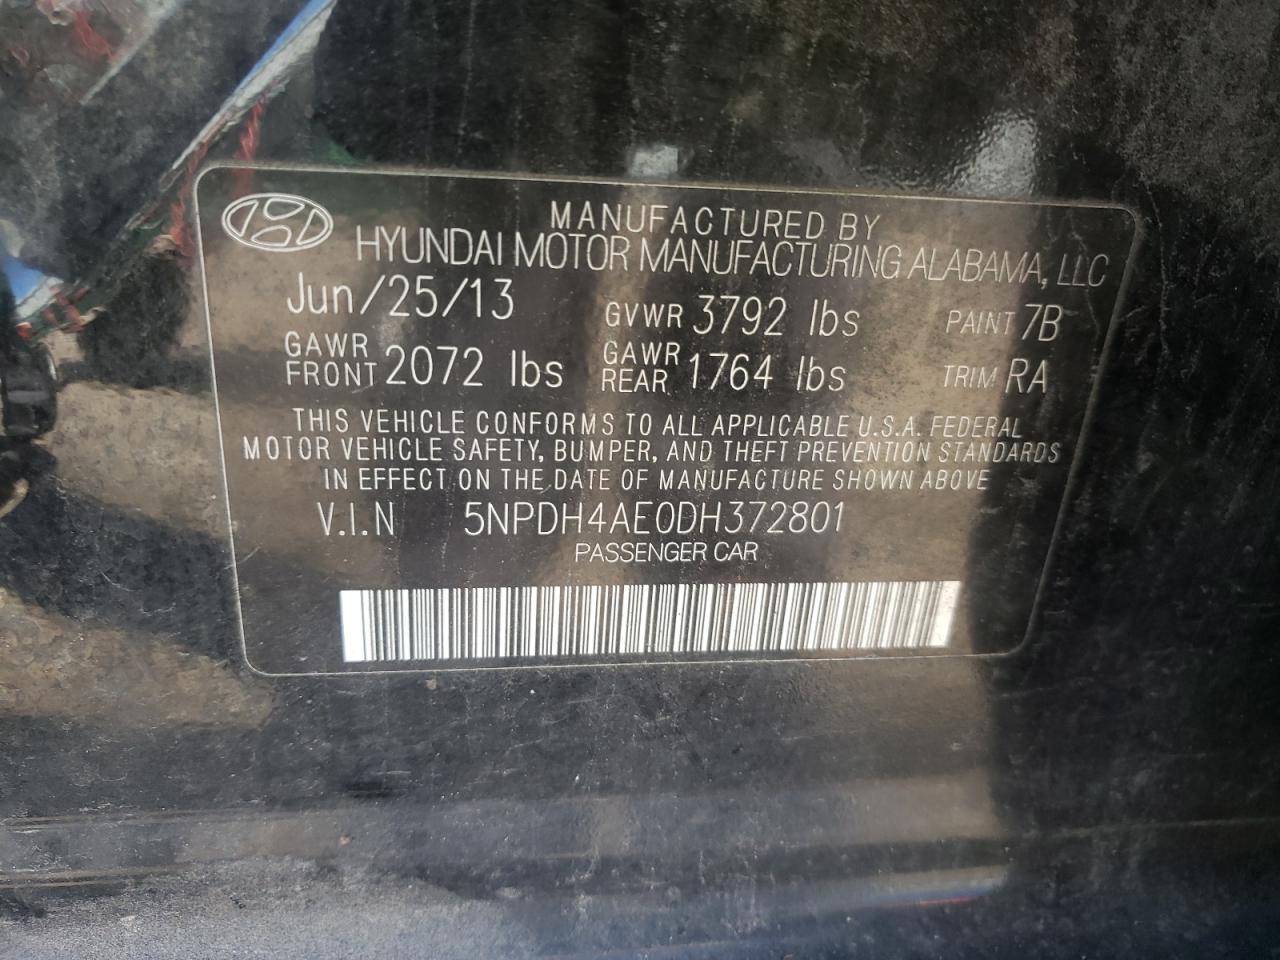 MANUFACTURED BY
HYUNDAI MOTOR MANUFACTURING ALABAMA, LLC
Jun/25/13 GVWR 3792 lbs PAINT 7B
GAWR FRONT 2072 lbs GAWR REAR 1764 lbs TRIM RA
THIS VEHICLE CONFORMS TO ALL APPLICABLE U.S.A. FEDERAL
MOTOR VEHICLE SAFETY, BUMPER, AND THEFT PREVENTION STANDARDS
IN EFFECT ON THE DATE OF MANUFACTURE SHOWN ABOVE
V.I.N 5NPDH4AE0DH372801
PASSENGER CAR